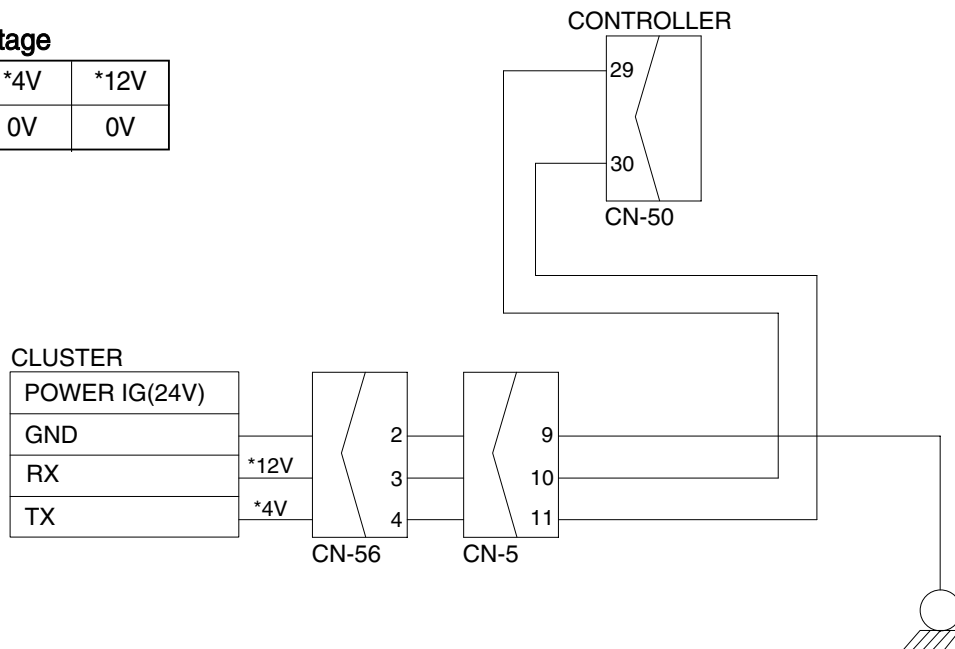 CONTROLLER
*4V *12V
0V 0V
29
30
CN-50
CLUSTER
POWER IG(24V)
GND
RX
TX
*12V
*4V
2
3
4
CN-56
9
10
11
CN-5